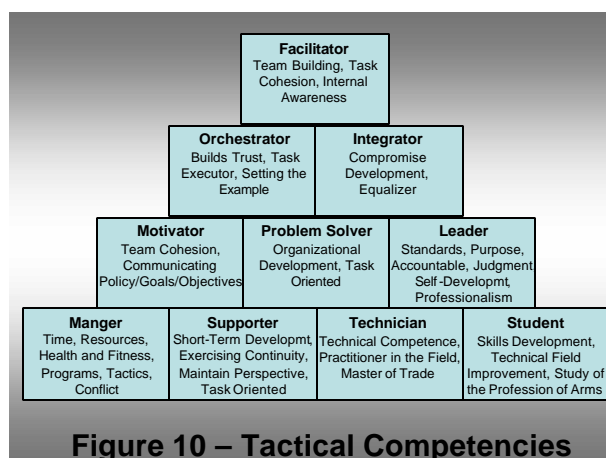 Facilitator
Team Building, Task
Cohesion, Internal
Awareness
Orchestrator
Builds Trust, Task
Executor, Setting the
Example
Integrator
Compromise
Development,
Equalizer
Motivator
Team Cohesion,
Communicating
Policy/Goals/Objectives
Problem Solver
Organizational
Development, Task
Oriented
Leader
Standards, Purpose,
Accountable, Judgment
Self-Developmt,
Professionalism
Manger
Time, Resources,
Health and Fitness,
Programs, Tactics,
Conflict
Supporter
Short-Term Developmt,
Exercising Continuity,
Maintain Perspective,
Task Oriented
Technician
Technical Competence,
Practitioner in the Field,
Master of Trade
Student
Skills Development,
Technical Field
Improvement, Study of
the Profession of Arms
Figure 10 – Tactical Competencies